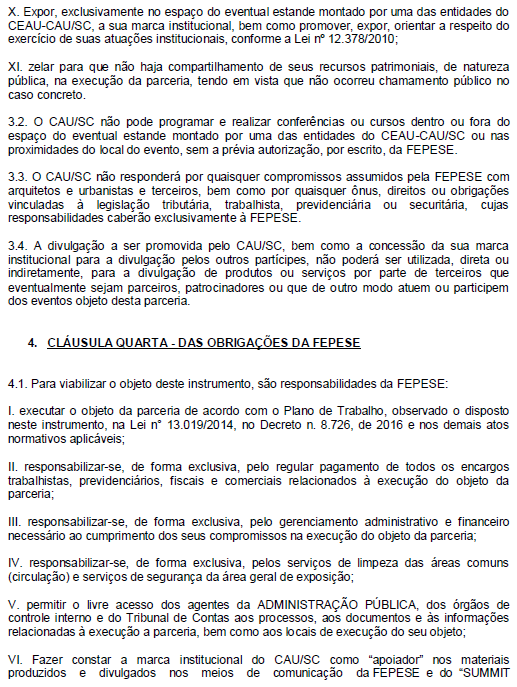 X. Expor, exclusivamente no espaço do eventual estande montado por uma das entidades do
CEAU-CAU/SC, a sua marca institucional, bem como promover, expor, orientar a respeito do
exercício de suas atuações institucionais, conforme a Lei nº 12.378/2010;
XI. zelar para que não haja compartilhamento de seus recursos patrimoniais, de natureza
pública, na execução da parceria, tendo em vista que não ocorreu chamamento público no
caso concreto.
3.2. O CAU/SC não pode programar e realizar conferências ou cursos dentro ou fora do
espaço do eventual estande montado por uma das entidades do CEAU-CAU/SC ou nas
proximidades do local do evento, sem a prévia autorização, por escrito, da FEPESE.
3.3. O CAU/SC não responderá por quaisquer compromissos assumidos pela FEPESE com
arquitetos e urbanistas e terceiros, bem como por quaisquer ônus, direitos ou obrigações
vinculadas à legislação tributária, trabalhista, previdenciária ou securitária, cujas
responsabilidades caberão exclusivamente à FEPESE.
3.4. A divulgação a ser promovida pelo CAU/SC, bem como a concessão da sua marca
institucional para a divulgação pelos outros partícipes, não poderá ser utilizada, direta ou
indiretamente, para a divulgação de produtos ou serviços por parte de terceiros que
eventualmente sejam parceiros, patrocinadores ou que de outro modo atuem ou participem
dos eventos objeto desta parceria.
4. CLÁUSULA QUARTA - DAS OBRIGAÇÕES DA FEPESE
4.1. Para viabilizar o objeto deste instrumento, são responsabilidades da FEPESE:
I. executar o objeto da parceria de acordo com o Plano de Trabalho, observado o disposto
neste instrumento, na Lei n° 13.019/2014, no Decreto n. 8.726, de 2016 e nos demais atos
normativos aplicáveis;
II. responsabilizar-se, de forma exclusiva, pelo regular pagamento de todos os encargos
trabalhistas, previdenciários, fiscais e comerciais relacionados à execução do objeto da
parceria;
III. responsabilizar-se, de forma exclusiva, pelo gerenciamento administrativo e financeiro
necessário ao cumprimento dos seus compromissos na execução do objeto da parceria;
IV. responsabilizar-se, de forma exclusiva, pelos serviços de limpeza das áreas comuns
(circulação) e serviços de segurança da área geral de exposição;
V. permitir o livre acesso dos agentes da ADMINISTRAÇÃO PÚBLICA, dos órgãos de
controle interno e do Tribunal de Contas aos processos, aos documentos e às informações
relacionadas à execução a parceria, bem como aos locais de execução do seu objeto;
VI. Fazer constar a marca institucional do CAU/SC como “apoiador” nos materiais
produzidos e divulgados nos meios de comunicação da FEPESE e do “SUMMIT